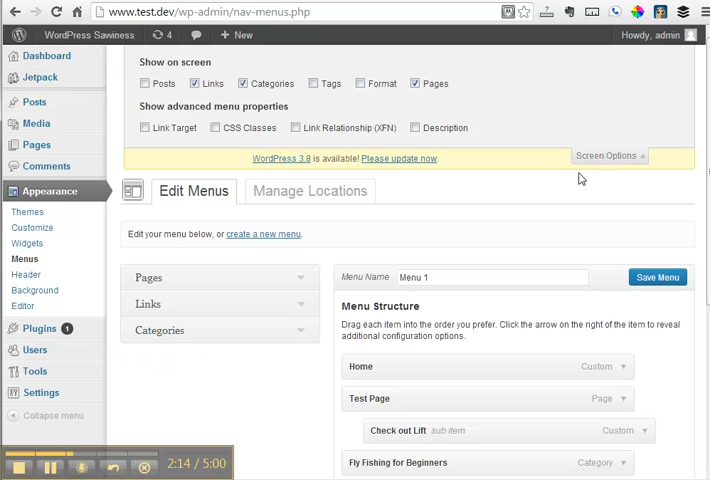 www.test.dev/wp-admin/nav-menus.php
WordPress Sawiness 4 + New Howdy, admin
Dashboard
Jetpack
Posts
Media
Pages
Comments
Appearance
Themes
Customize
Widgets
Menus
Header
Background
Editor
Plugins 1
Users
Tools
Settings
Collapse menu
Show on screen
Posts Links Categories Tags Format Pages
Show advanced menu properties
Link Target CSS Classes Link Relationship (XFN) Description
WordPress 3.8 is available! Please update now.
Screen Options
Edit Menus Manage Locations
Edit your menu below, or create a new menu.
Pages
Links
Categories
Menu Name Menu 1 Save Menu
Menu Structure
Drag each item into the order you prefer. Click the arrow on the right of the item to reveal
additional configuration options.
Home Custom
Test Page Page
Check out Lift sub item Custom
Fly Fishing for Beginners Category
2:14 / 5:00